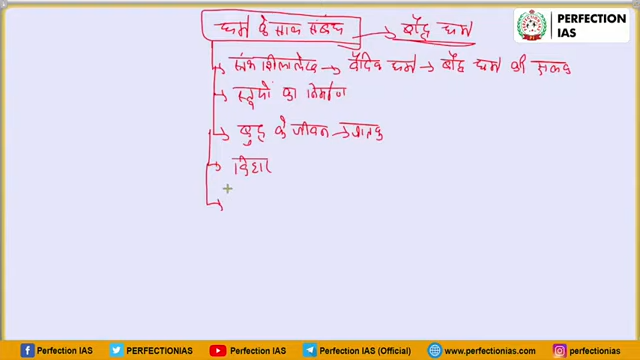 PERFECTION IAS
धर्म के साथ संबंध → बौद्ध धर्म
→ वैदिक धर्म → बौद्ध धर्म की झलक
स्तूपों का निर्माण
बुद्ध के जीवन → जातक
विहार
Perfection IAS PERFECTIONIAS Perfection IAS Perfection IAS (Official) www.perfectionias.com perfectionias